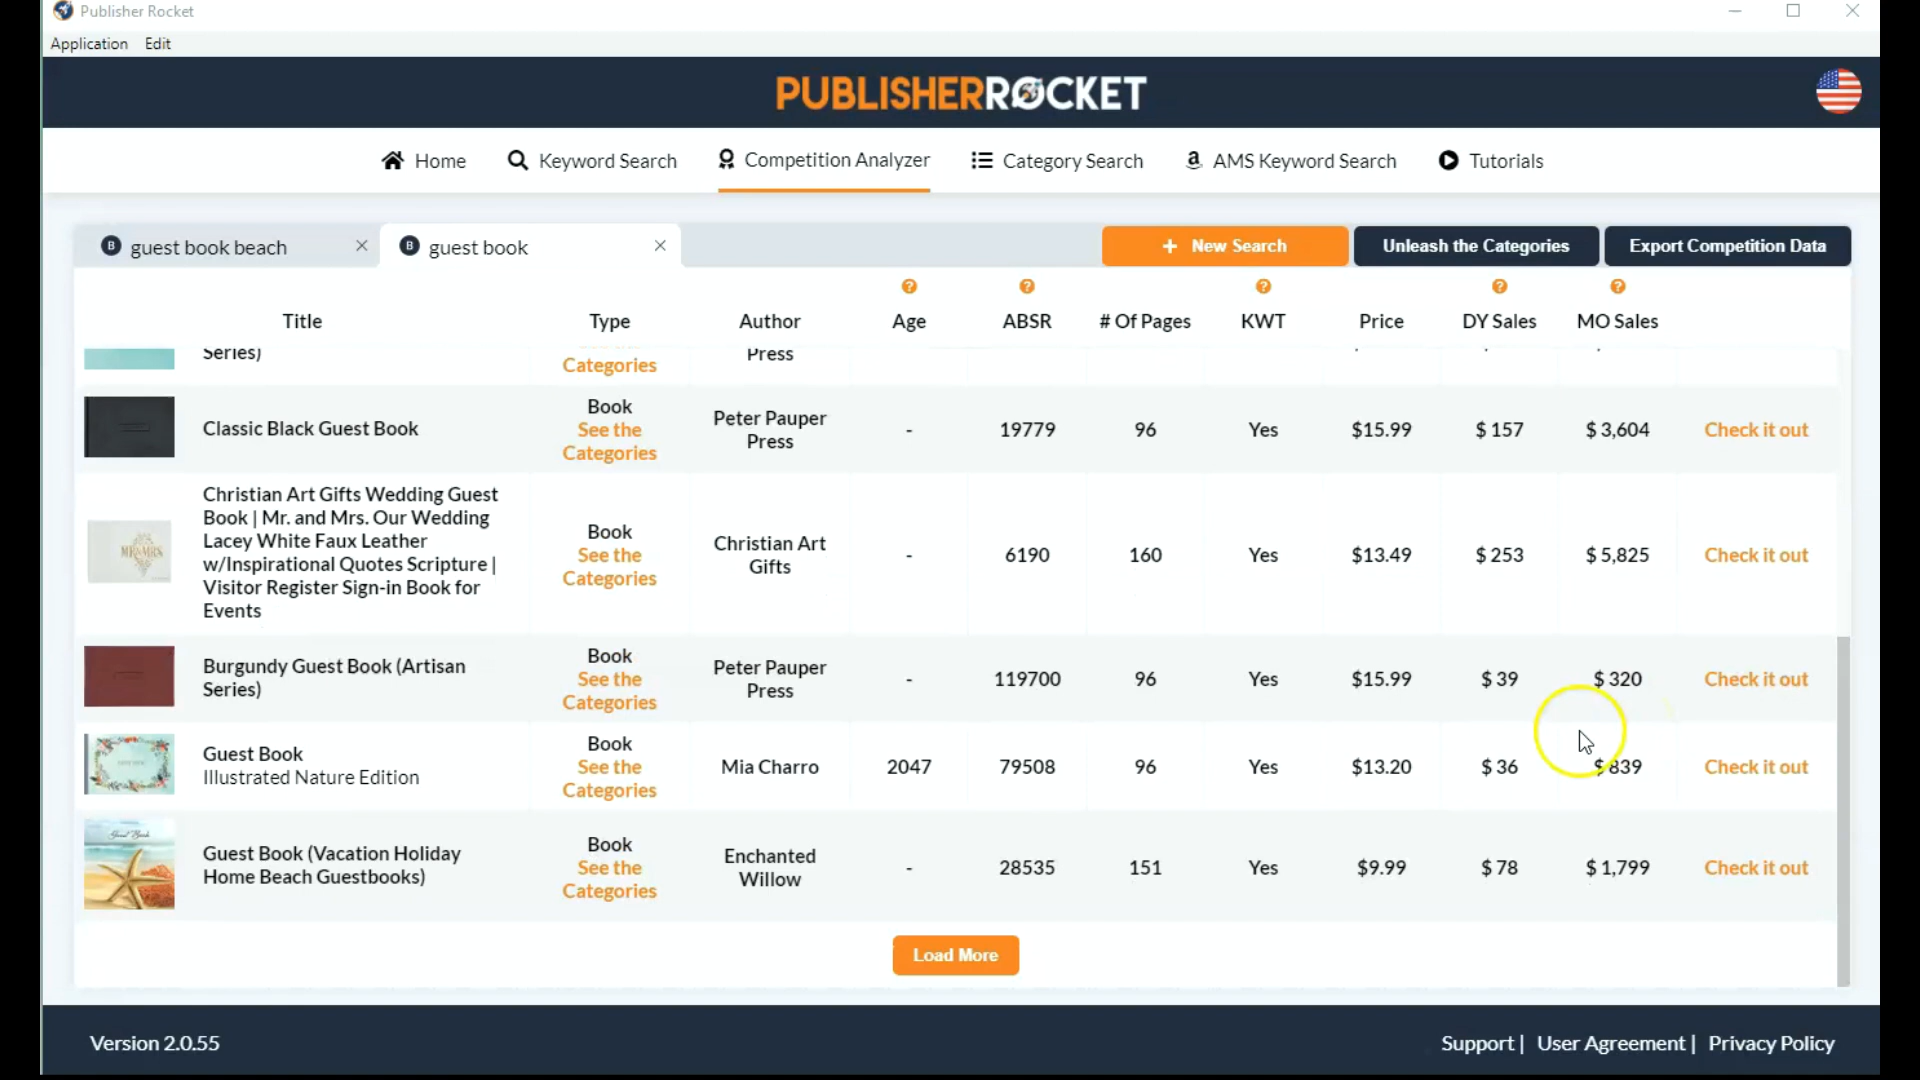 Publisher Rocket
Application Edit
PUBLISHERROCKET
Home Keyword Search Competition Analyzer Category Search AMS Keyword Search Tutorials
B guest book beach B guest book + New Search Unleash the Categories Export Competition Data
? ? ? ? ?
Title Type Author Age ABSR # Of Pages KWT Price DY Sales MO Sales
Series) Categories Press
Classic Black Guest Book
Book
See the
Categories
Peter Pauper
Press
- 19779 96 Yes $15.99 $ 157 $ 3,604 Check it out
Christian Art Gifts Wedding Guest
Book | Mr. and Mrs. Our Wedding
Lacey White Faux Leather
w/Inspirational Quotes Scripture |
Visitor Register Sign-in Book for
Events
Book
See the
Categories
Christian Art
Gifts
- 6190 160 Yes $13.49 $ 253 $ 5,825 Check it out
Burgundy Guest Book (Artisan
Series)
Book
See the
Categories
Peter Pauper
Press
- 119700 96 Yes $15.99 $ 39 $ 320 Check it out
Guest Book
Illustrated Nature Edition
Book
See the
Categories
Mia Charro
2047 79508 96 Yes $13.20 $ 36 $ 839 Check it out
Guest Book
Guest Book (Vacation Holiday
Home Beach Guestbooks)
Book
See the
Categories
Enchanted
Willow
- 28535 151 Yes $9.99 $ 78 $ 1,799 Check it out
Load More
Version 2.0.55 Support | User Agreement | Privacy Policy